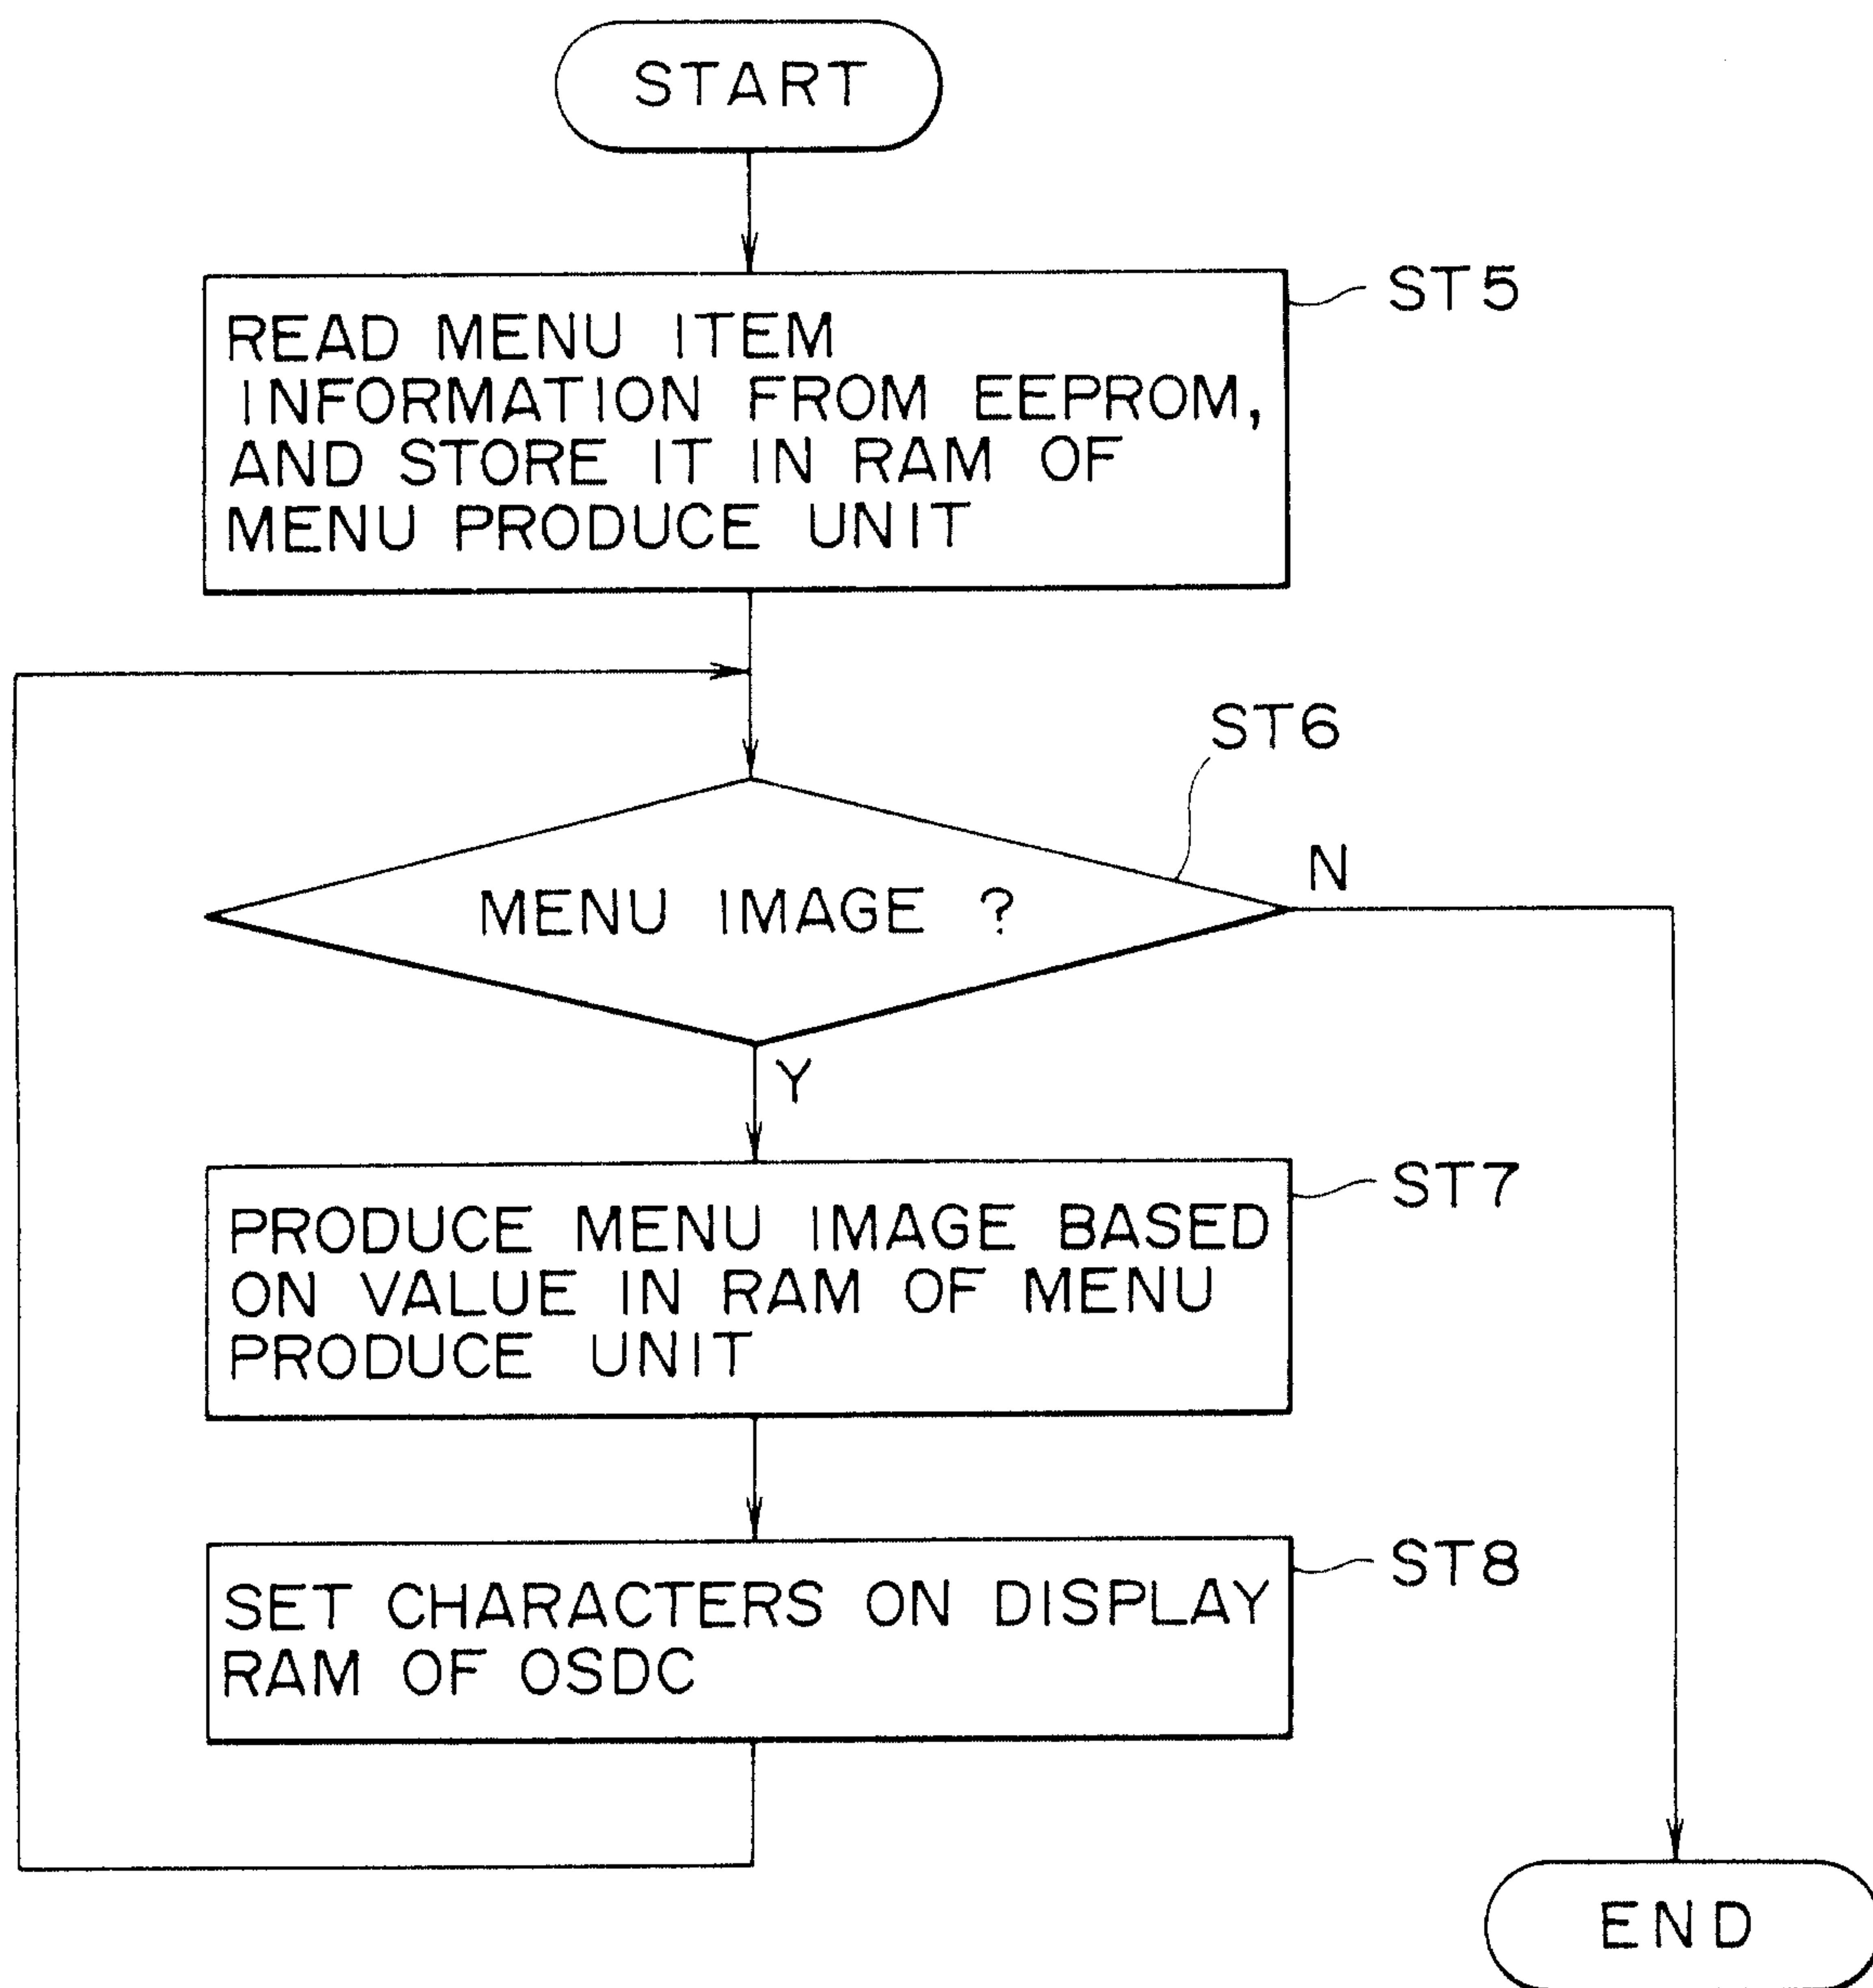 START
ST5
READ MENU ITEM
INFORMATION FROM EEPROM,
AND STORE IT IN RAM OF
MENU PRODUCE UNIT
ST6
N
MENU IMAGE ?
Y
ST7
PRODUCE MENU IMAGE BASED
ON VALUE IN RAM OF MENU
PRODUCE UNIT
ST8
SET CHARACTERS ON DISPLAY
RAM OF OSDC
END